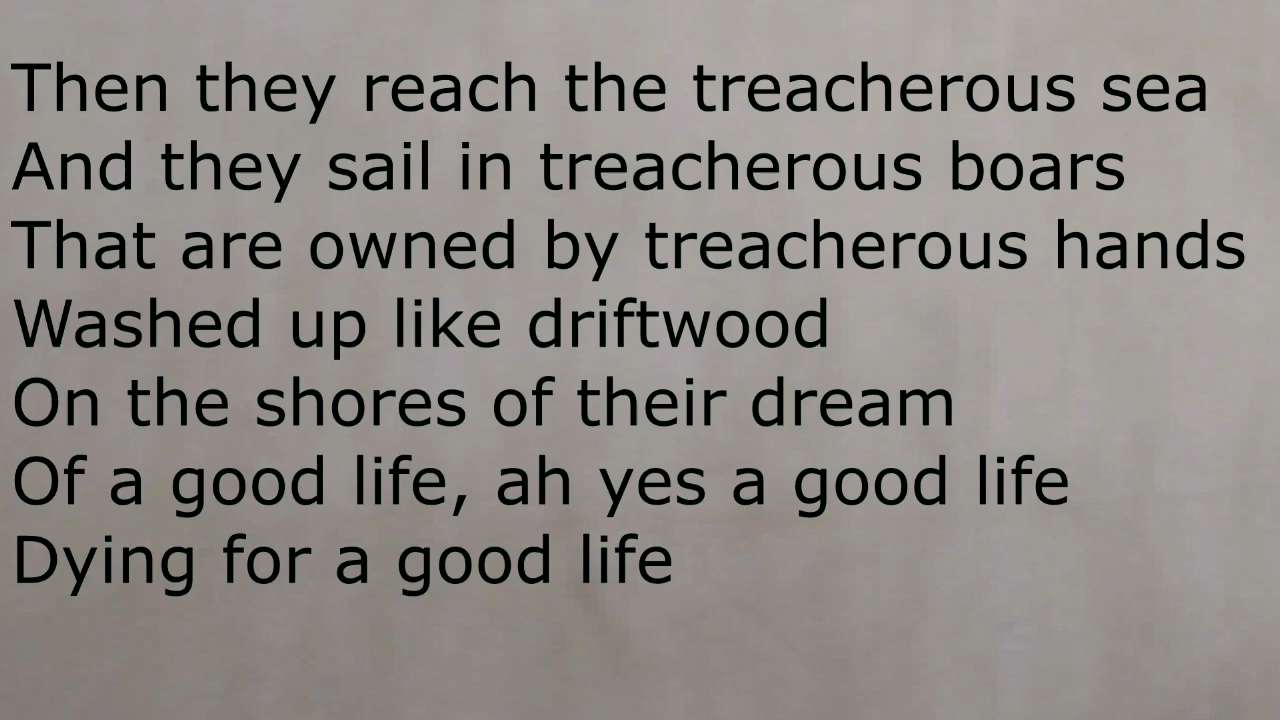 Then they reach the treacherous sea
And they sail in treacherous boars
That are owned by treacherous hands
Washed up like driftwood
On the shores of their dream
Of a good life, ah yes a good life
Dying for a good life